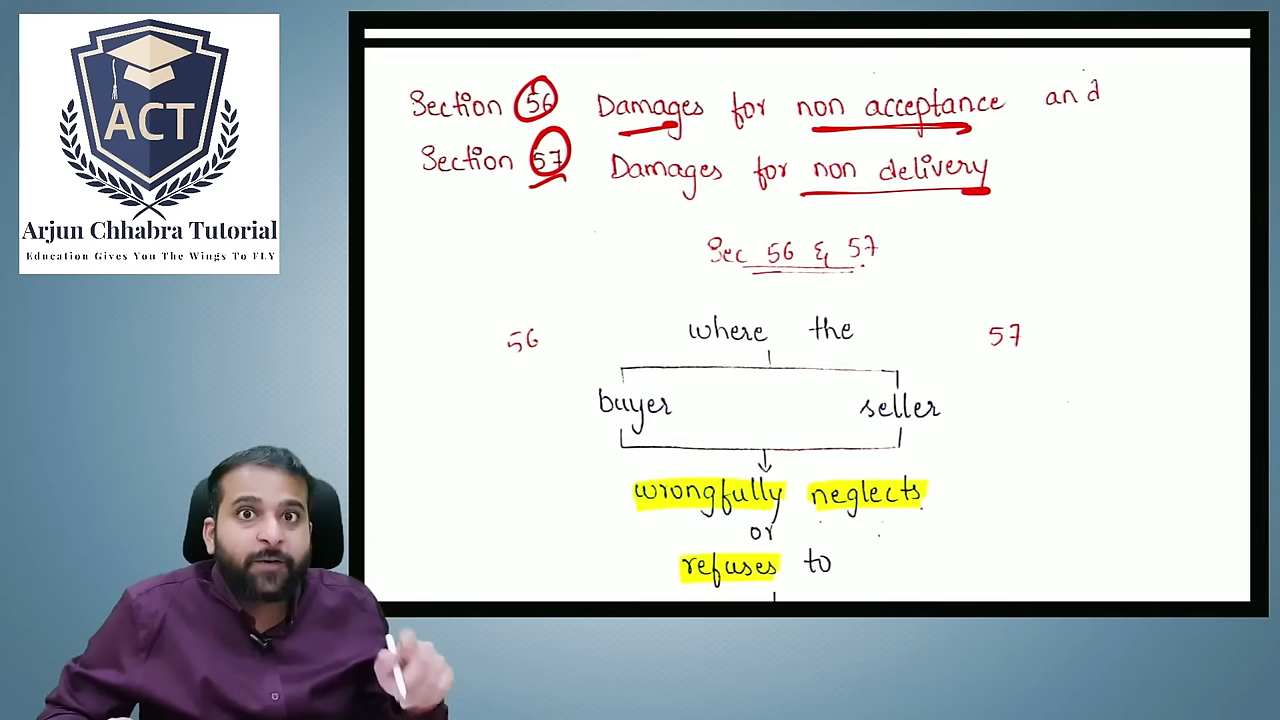 ACT
Arjun Chhabra Tutorial
Education Gives You The Wings To FLY
Section 56 Damages for non acceptance and
Section 57 Damages for non delivery
Sec 56 & 57
56 where the 57
buyer seller
wrongfully neglects
or
refuses to